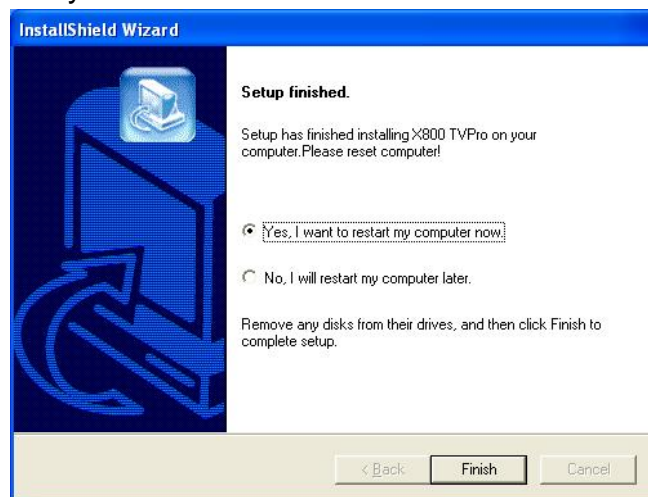 InstallShield Wizard
Setup finished.
Setup has finished installing X800 TVPro on your
computer.Please reset computer!
Yes, I want to restart my computer now.
No, I will restart my computer later.
Remove any disks from their drives, and then click Finish to
complete setup.
< Back
Finish
Cancel